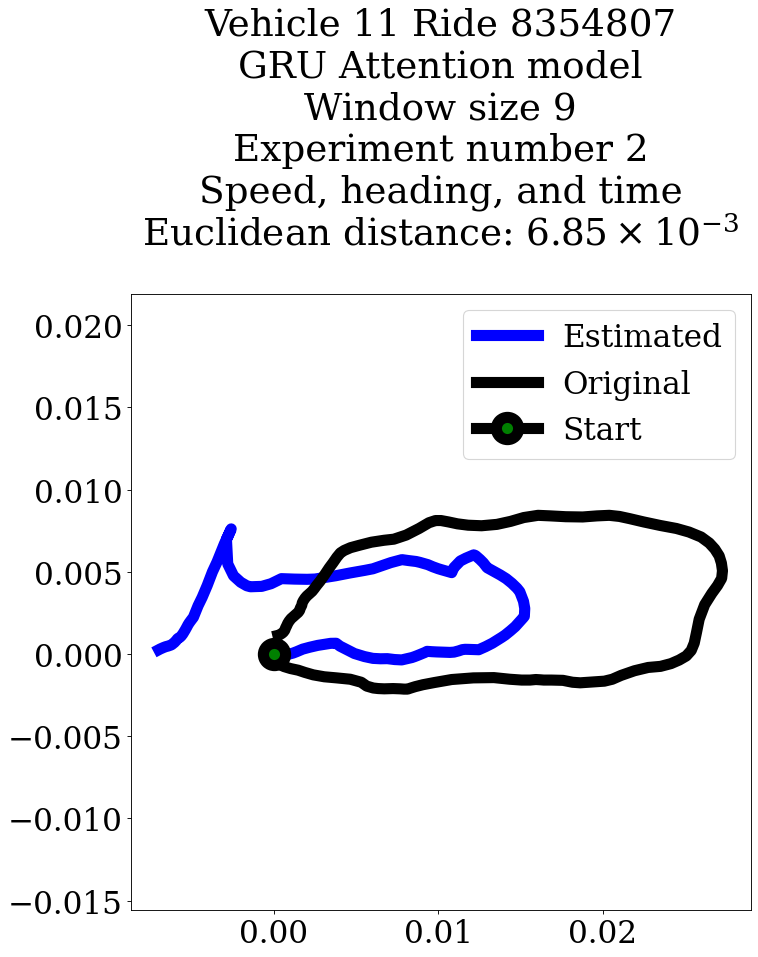 Vehicle 11 Ride 8354807
GRU Attention model
Window size 9
Experiment number 2
Speed, heading, and time
Euclidean distance: 6.85 × 10⁻³
Estimated
Original
Start
0.020
0.015
0.010
0.005
0.000
−0.005
−0.010
−0.015
0.00 0.01 0.02